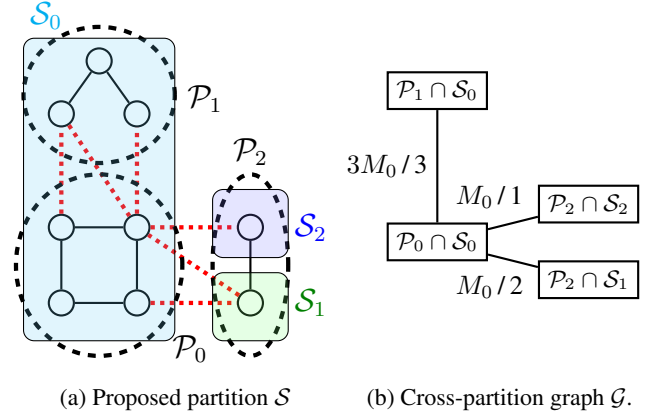 𝒮₀
𝒫₁
𝒫₂
𝒮₂
𝒮₁
𝒫₀
(a) Proposed partition 𝒮
𝒫₁ ∩ 𝒮₀
3M₀/3
M₀/1
𝒫₂ ∩ 𝒮₂
𝒫₀ ∩ 𝒮₀
M₀/2
𝒫₂ ∩ 𝒮₁
(b) Cross-partition graph 𝒢.